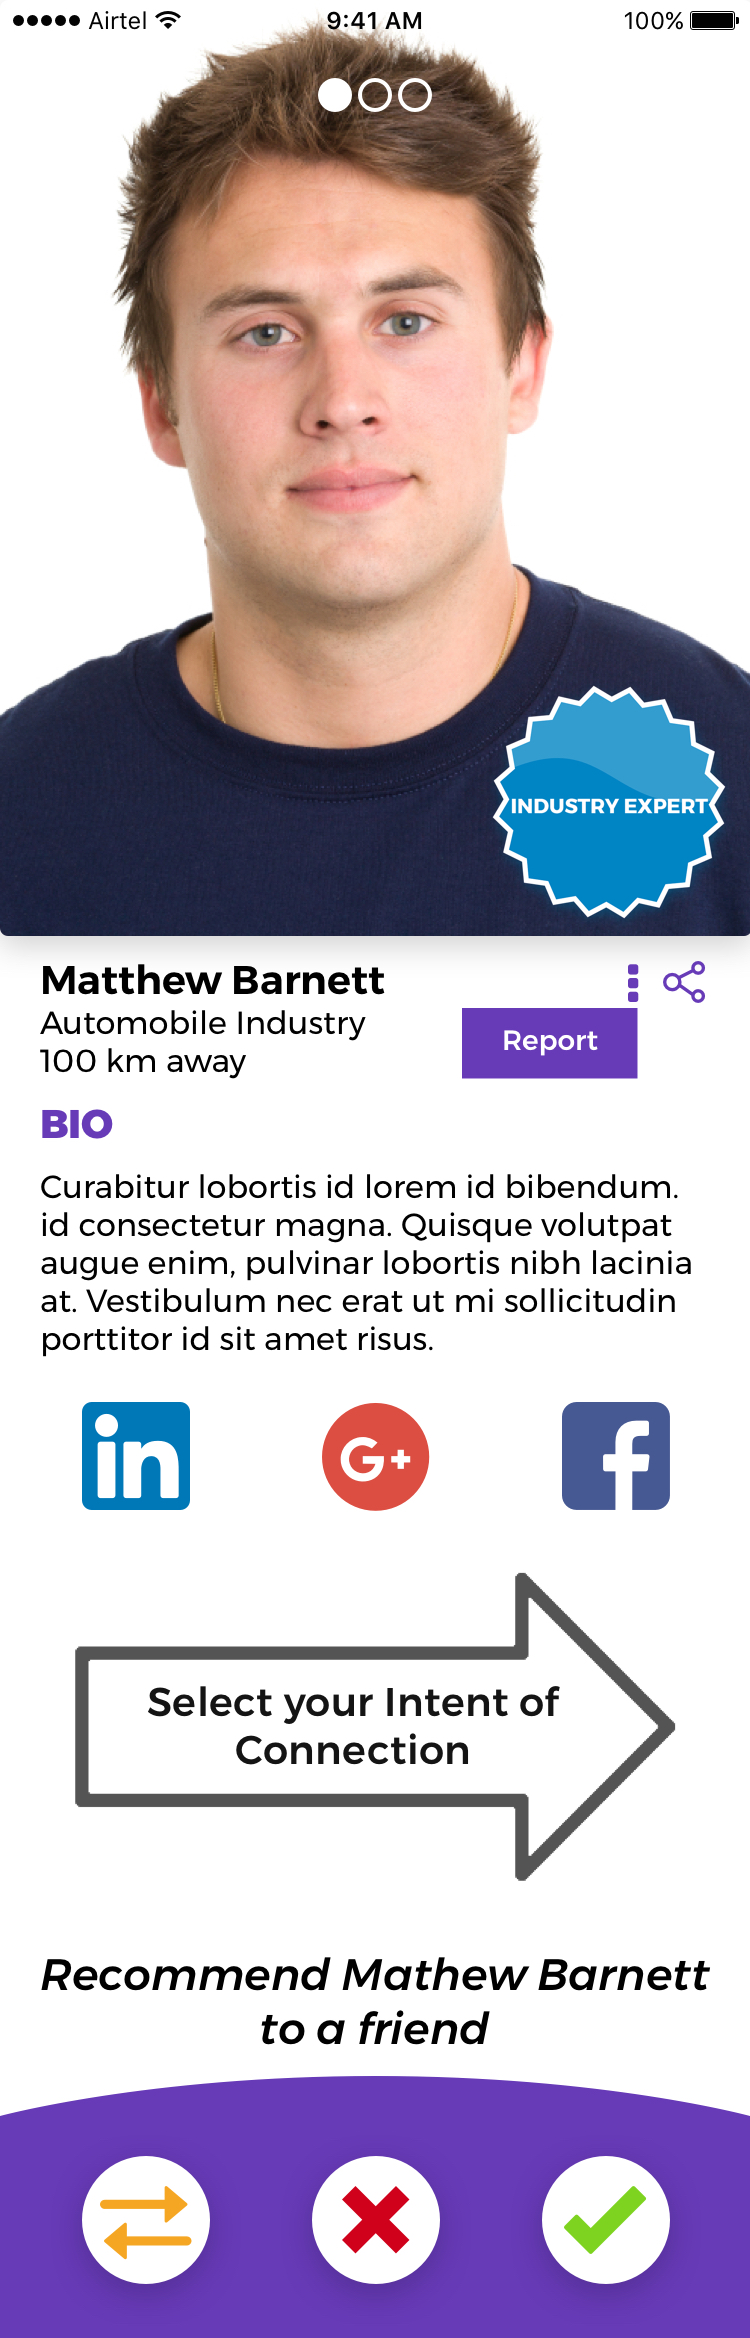 Airtel 9:41 AM 100%
INDUSTRY EXPERT
Matthew Barnett
Automobile Industry
100 km away
Report
BIO
Curabitur lobortis id lorem id bibendum.
id consectetur magna. Quisque volutpat
augue enim, pulvinar lobortis nibh lacinia
at. Vestibulum nec erat ut mi sollicitudin
porttitor id sit amet risus.
in G+ f
Select your Intent of
Connection
Recommend Mathew Barnett
to a friend